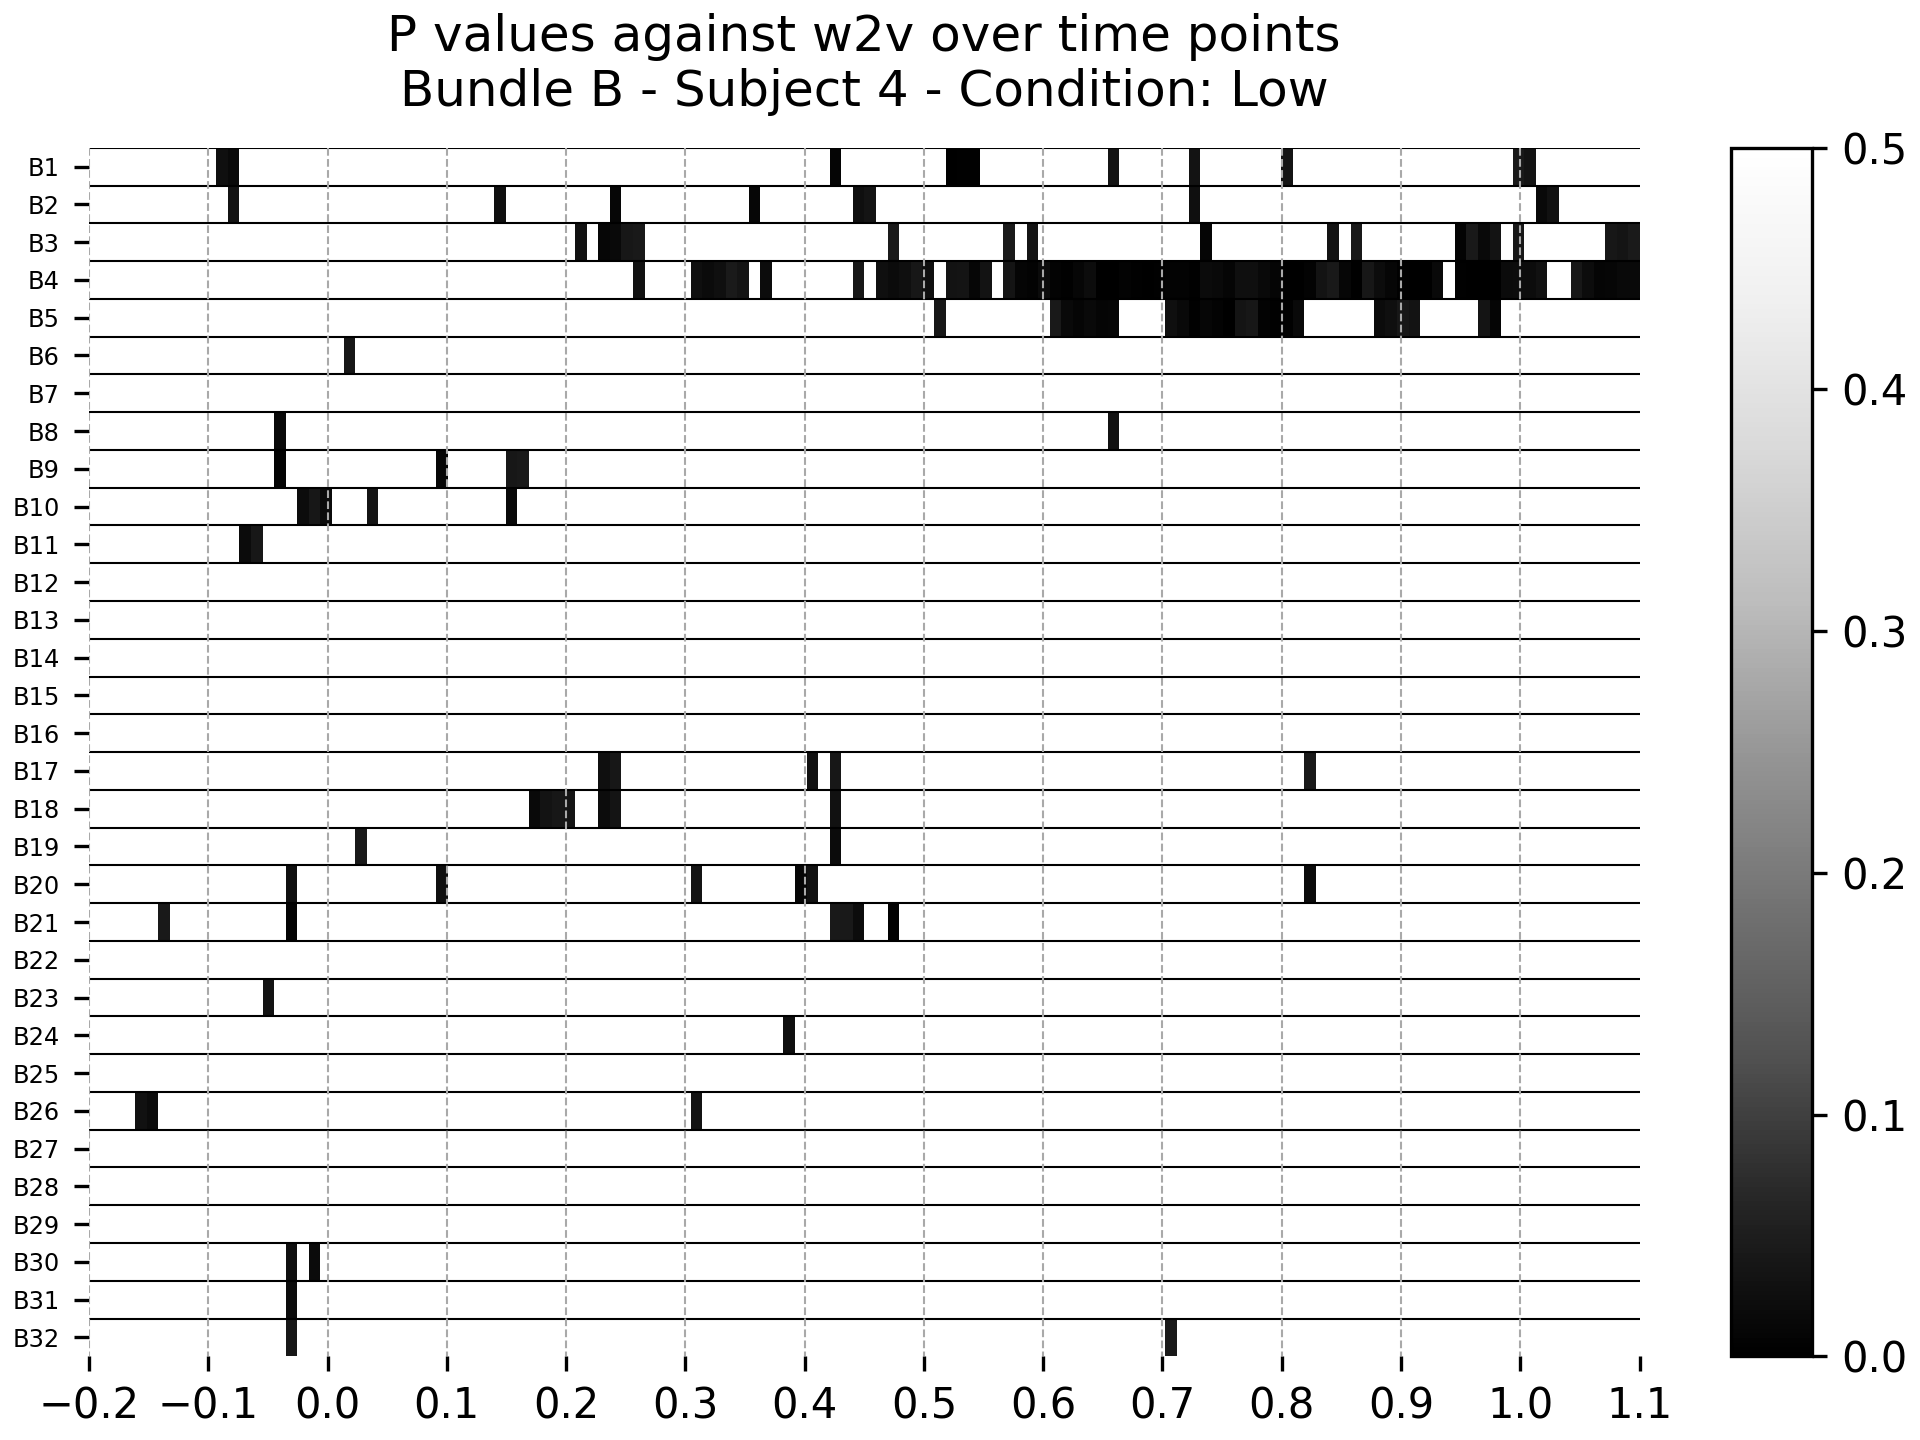 P values against w2v over time points
Bundle B - Subject 4 - Condition: Low
B1
B2
B3
B4
B5
B6
B7
B8
B9
B10
B11
B12
B13
B14
B15
B16
B17
B18
B19
B20
B21
B22
B23
B24
B25
B26
B27
B28
B29
B30
B31
B32
−0.2 −0.1 0.0 0.1 0.2 0.3 0.4 0.5 0.6 0.7 0.8 0.9 1.0 1.1
0.5
0.4
0.3
0.2
0.1
0.0